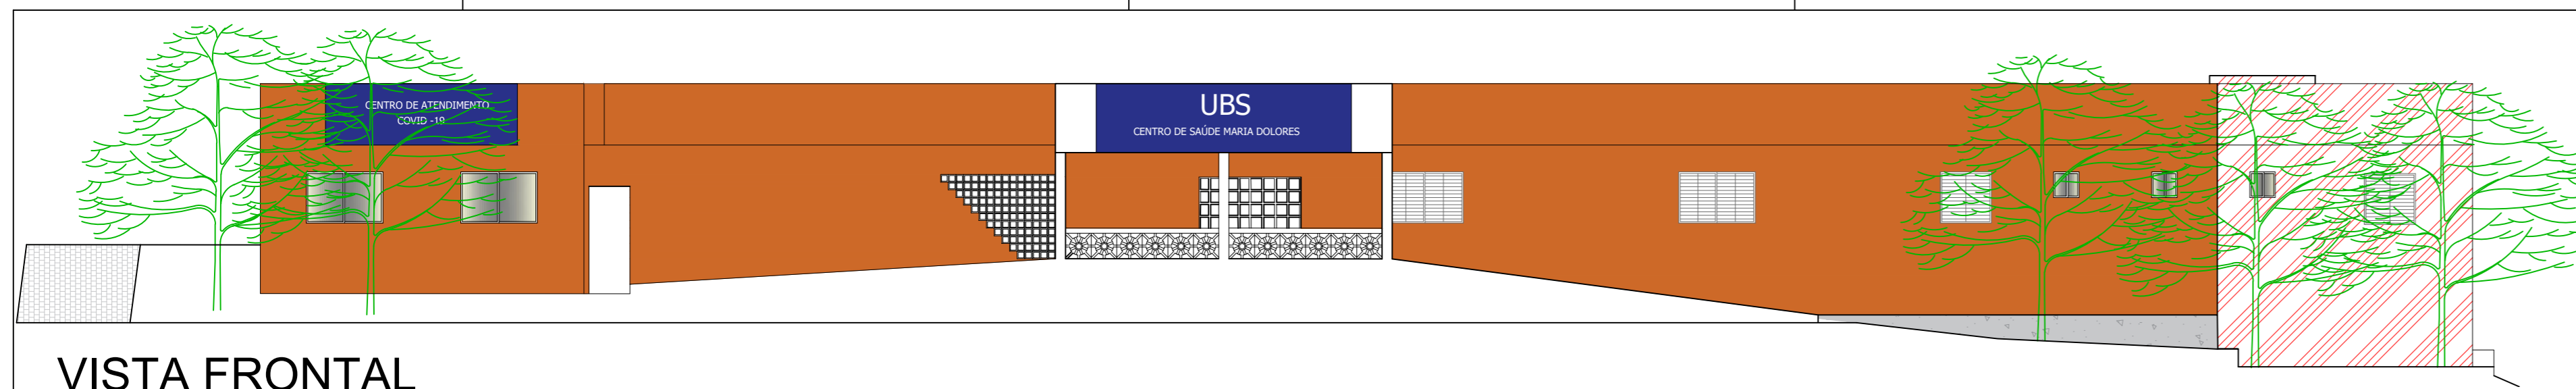 CENTRO DE ATENDIMENTO
COVID -19
UBS
CENTRO DE SAÚDE MARIA DOLORES
VISTA FRONTAL